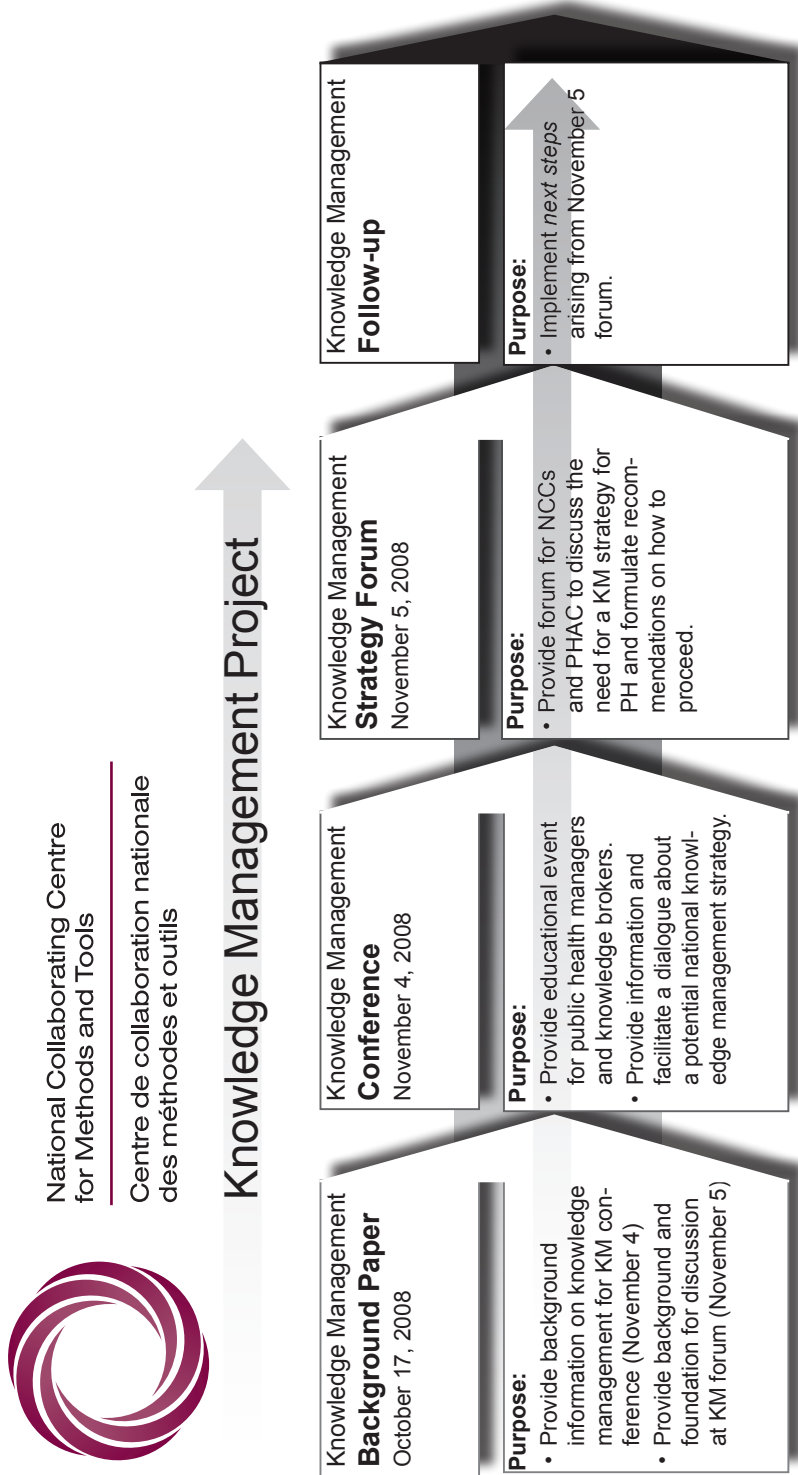 National Collaborating Centre
for Methods and Tools
Centre de collaboration nationale
des méthodes et outils
Knowledge Management Project
Knowledge Management
Background Paper
October 17, 2008
Purpose:
• Provide background
information on knowledge
management for KM con-
ference (November 4)
• Provide background and
foundation for discussion
at KM forum (November 5)
Knowledge Management
Conference
November 4, 2008
Purpose:
• Provide educational event
for public health managers
and knowledge brokers.
• Provide information and
facilitate a dialogue about
a potential national knowl-
edge management strategy.
Knowledge Management
Strategy Forum
November 5, 2008
Purpose:
• Provide forum for NCCs
and PHAC to discuss the
need for a KM strategy for
PH and formulate recom-
mendations on how to
proceed.
Knowledge Management
Follow-up
Purpose:
• Implement next steps
arising from November 5
forum.